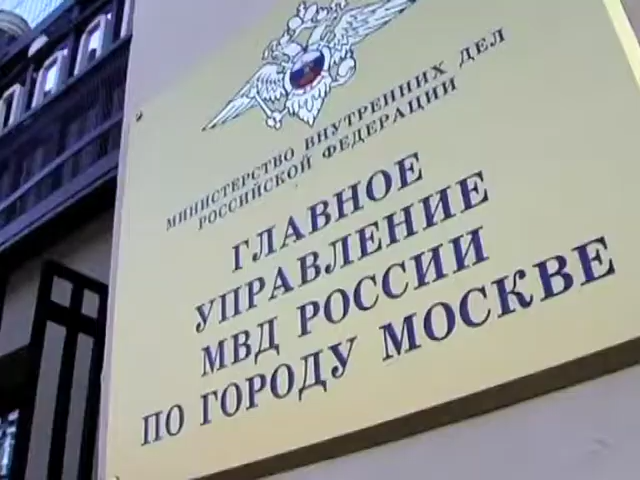 МИНИСТЕРСТВО ВНУТРЕННИХ ДЕЛ
РОССИЙСКОЙ ФЕДЕРАЦИИ
ГЛАВНОЕ
УПРАВЛЕНИЕ
МВД РОССИИ
ПО ГОРОДУ МОСКВЕ